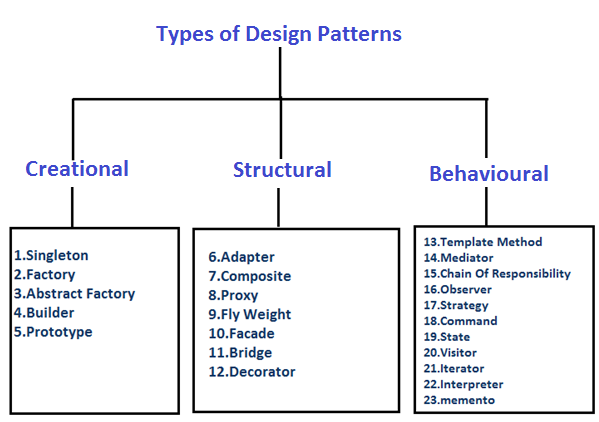 Types of Design Patterns
Creational
1.Singleton
2.Factory
3.Abstract Factory
4.Builder
5.Prototype
Structural
6.Adapter
7.Composite
8.Proxy
9.Fly Weight
10.Facade
11.Bridge
12.Decorator
Behavioural
13.Template Method
14.Mediator
15.Chain Of Responsibility
16.Observer
17.Strategy
18.Command
19.State
20.Visitor
21.Iterator
22.Interpreter
23.memento